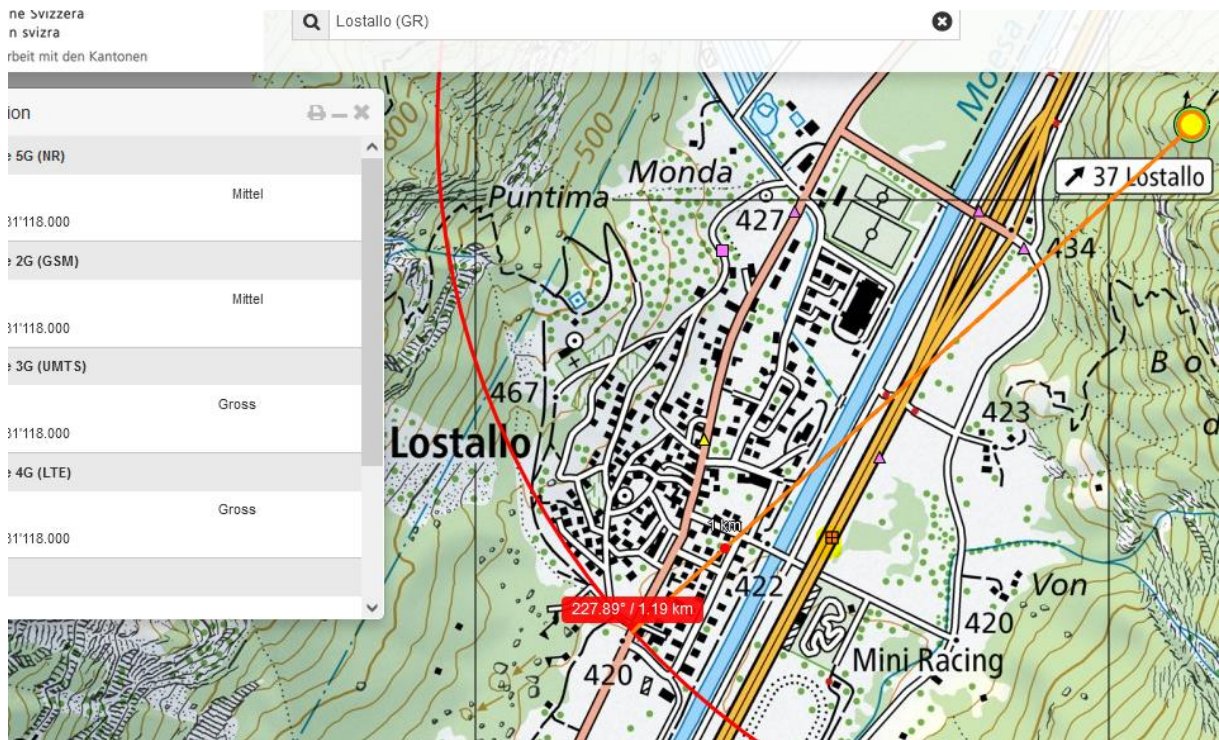 ne Svizzera
n svizra
rbeit mit den Kantonen
Lostallo (GR)
ion
e 5G (NR)
Mittel
31'118.000
e 2G (GSM)
Mittel
31'118.000
e 3G (UMTS)
Gross
31'118.000
e 4G (LTE)
Gross
31'118.000
Moesa
600
500
Monda
Puntima
427
37 Lostallo
434
B o
d
467
423
Lostallo
1 km
422
Von
227.89° / 1.19 km
420
420
Mini Racing